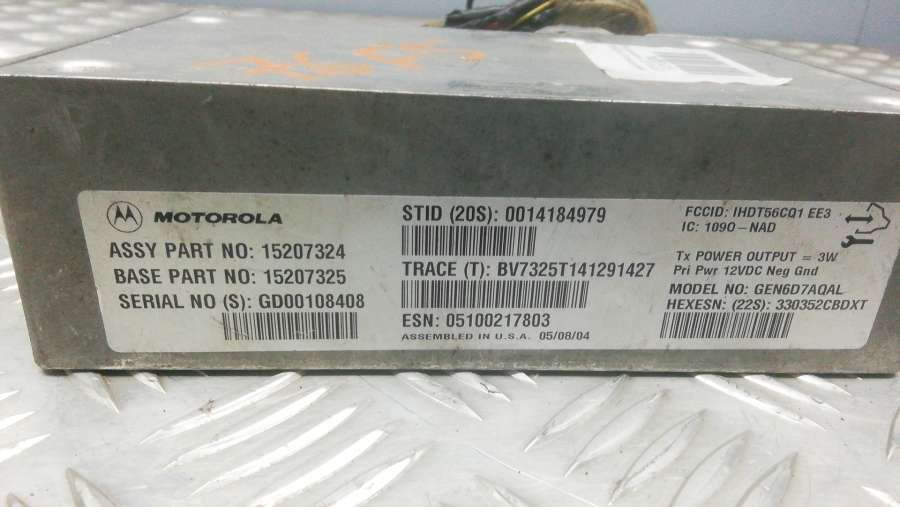 MOTOROLA
ASSY PART NO: 15207324
BASE PART NO: 15207325
SERIAL NO (S): GD00108408
STID (20S): 0014184979
TRACE (T): BV7325T141291427
ESN: 05100217803
ASSEMBLED IN U.S.A. 05/08/04
FCCID: IHDT56CQ1 EE3
IC: 109O-NAD
Tx POWER OUTPUT = 3W
Pri Pwr 12VDC Neg Gnd
MODEL NO: GEN6D7AQAL
HEXESN: (22S): 330352CBDXT